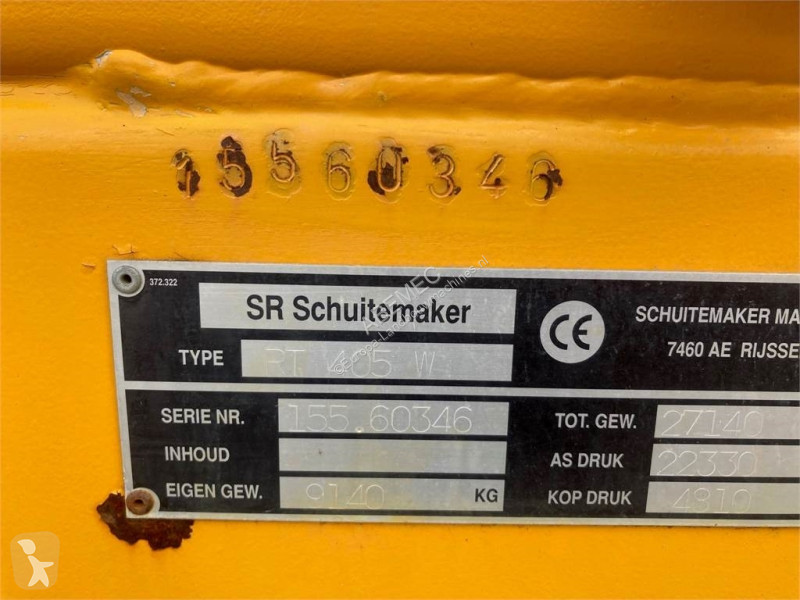 15560346
372.322
SR Schuitemaker
CE
SCHUITEMAKER MA
7460 AE RIJSSE
TYPE RT 405 W
SERIE NR. 155.60346
TOT. GEW. 27140
INHOUD
AS DRUK 22330
EIGEN GEW. 9140 KG
KOP DRUK 4810